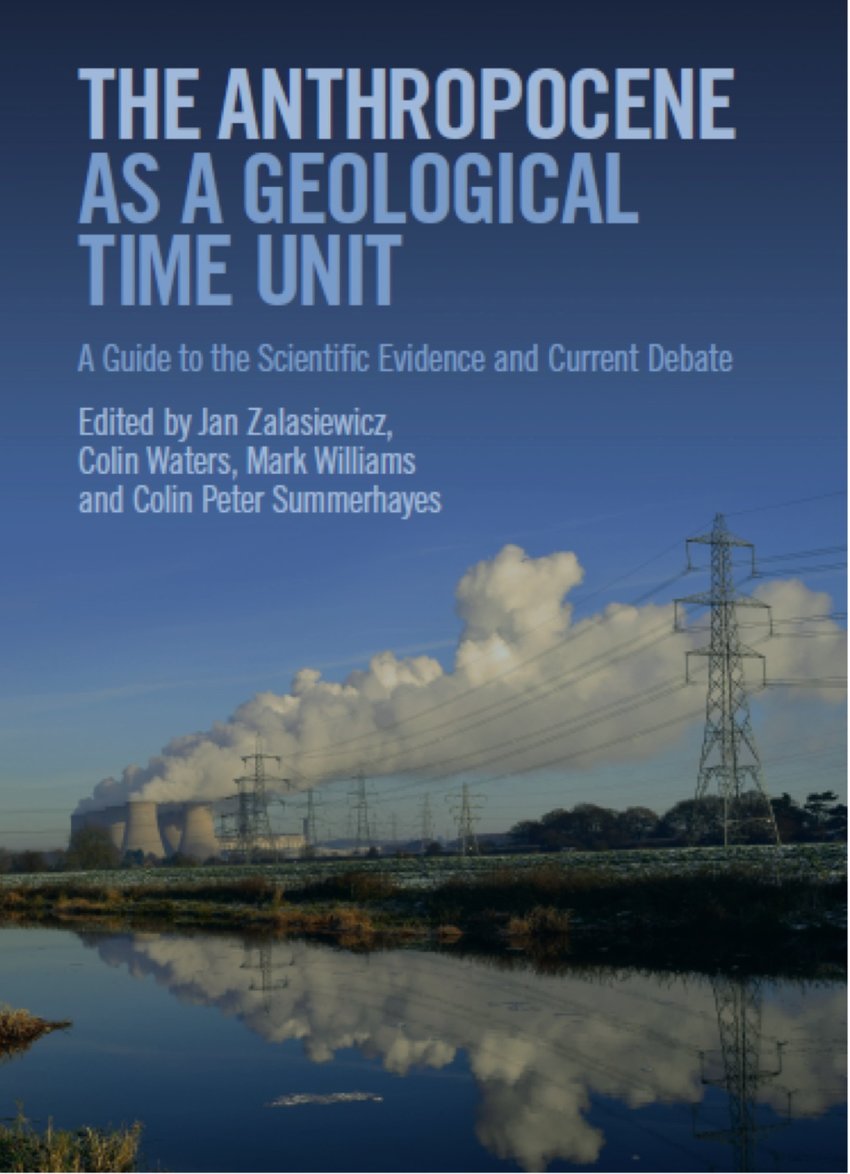 THE ANTHROPOCENE
AS A GEOLOGICAL
TIME UNIT
A Guide to the Scientific Evidence and Current Debate
Edited by Jan Zalasiewicz,
Colin Waters, Mark Williams
and Colin Peter Summerhayes